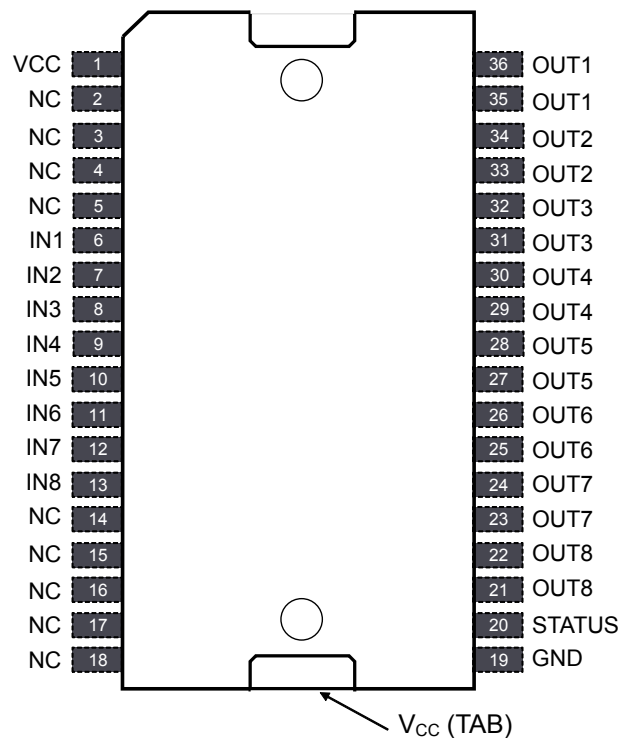 VCC 1 36 OUT1
NC 2 35 OUT1
NC 3 34 OUT2
NC 4 33 OUT2
NC 5 32 OUT3
IN1 6 31 OUT3
IN2 7 30 OUT4
IN3 8 29 OUT4
IN4 9 28 OUT5
IN5 10 27 OUT5
IN6 11 26 OUT6
IN7 12 25 OUT6
IN8 13 24 OUT7
NC 14 23 OUT7
NC 15 22 OUT8
NC 16 21 OUT8
NC 17 20 STATUS
NC 18 19 GND
VCC (TAB)